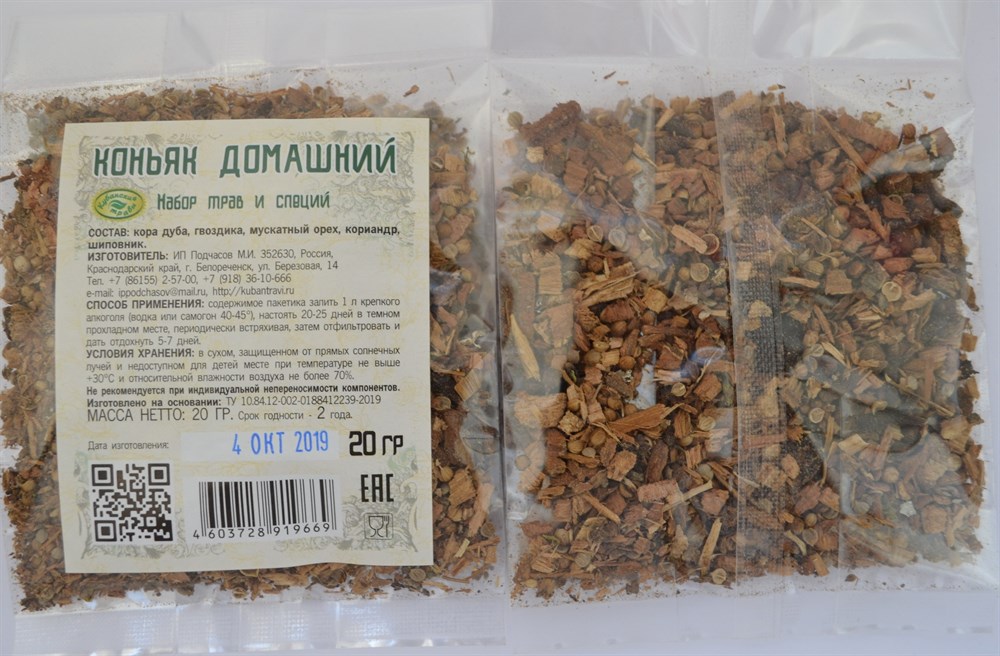 КОНЬЯК ДОМАШНИЙ
Кубанские травы
Набор трав и специй
СОСТАВ: кора дуба, гвоздика, мускатный орех, кориандр,
шиповник.
ИЗГОТОВИТЕЛЬ: ИП Подчасов М.И. 352630, Россия,
Краснодарский край, г. Белореченск, ул. Березовая, 14
Тел. +7 (86155) 2-57-00, +7 (918) 36-10-666
e-mail: ippodchasov@mail.ru, http://kubantravi.ru
СПОСОБ ПРИМЕНЕНИЯ: содержимое пакетика залить 1 л крепкого
алкоголя (водка или самогон 40-45°), настоять 20-25 дней в темном
прохладном месте, периодически встряхивая, затем отфильтровать и
дать отдохнуть 5-7 дней.
УСЛОВИЯ ХРАНЕНИЯ: в сухом, защищенном от прямых солнечных
лучей и недоступном для детей месте при температуре не выше
+30°C и относительной влажности воздуха не более 70%.
Не рекомендуется при индивидуальной непереносимости компонентов.
Изготовлено на основании: ТУ 10.84.12-002-0188412239-2019
МАССА НЕТТО: 20 ГР. Срок годности - 2 года.
Дата изготовления:
4 ОКТ 2019
20 гр
EAC
4 603728 919669